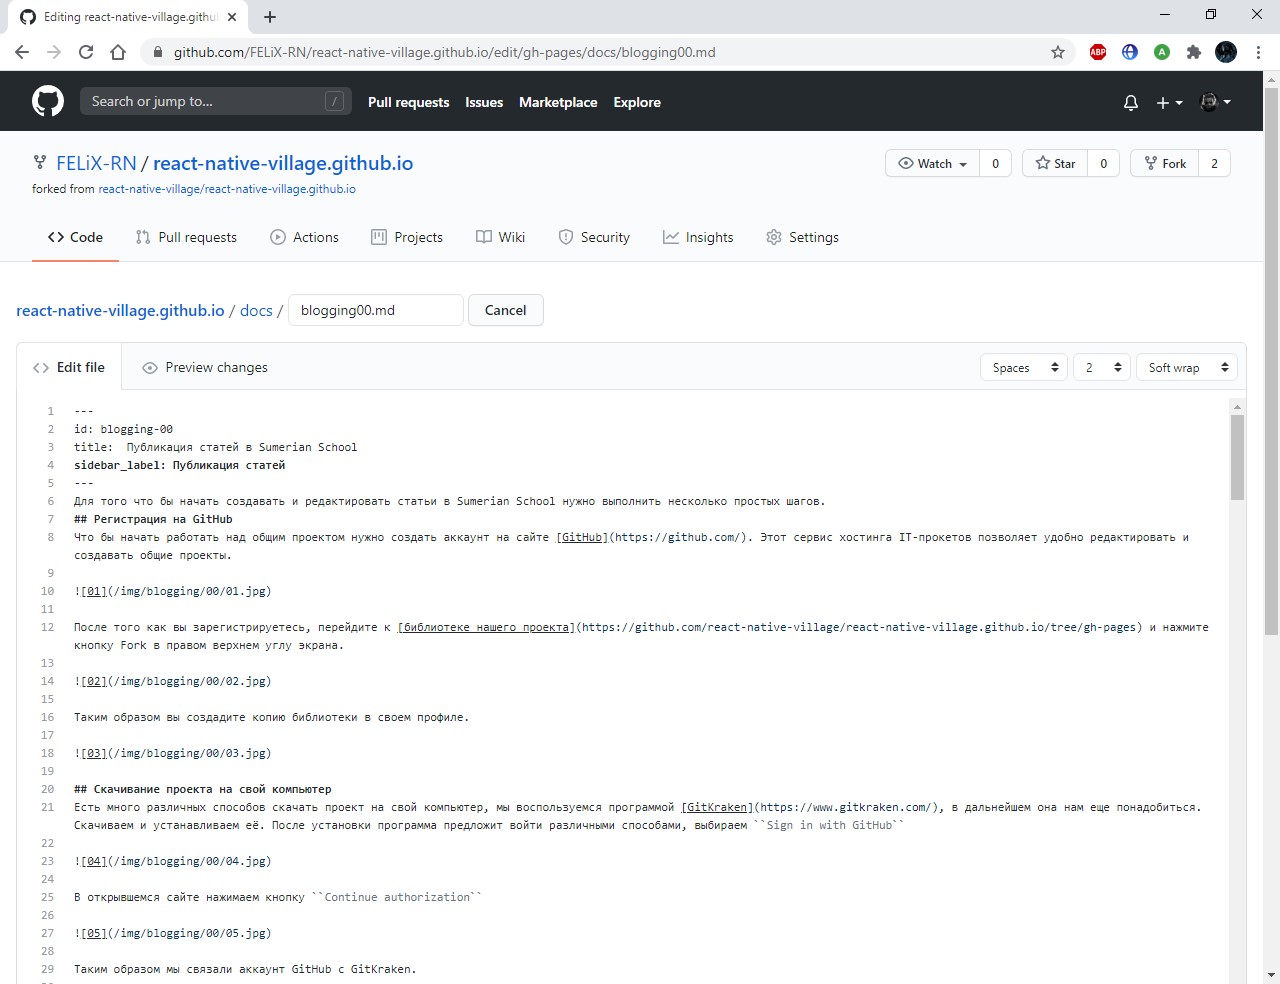 Editing react-native-village.githu
github.com/FELiX-RN/react-native-village.github.io/edit/gh-pages/docs/blogging00.md
ABP
A
Search or jump to...
/
Pull requests
Issues
Marketplace
Explore
FELiX-RN / react-native-village.github.io
Watch
0
Star
0
Fork
2
forked from react-native-village/react-native-village.github.io
Code
Pull requests
Actions
Projects
Wiki
Security
Insights
Settings
react-native-village.github.io / docs / blogging00.md
Cancel
Edit file
Preview changes
Spaces
2
Soft wrap
1 ---
2 id: blogging-00
3 title:  Публикация статей в Sumerian School
4 sidebar_label: Публикация статей
5 ---
6 Для того что бы начать создавать и редактировать статьи в Sumerian School нужно выполнить несколько простых шагов.
7 ## Регистрация на GitHub
8 Что бы начать работать над общим проектом нужно создать аккаунт на сайте [GitHub](https://github.com/). Этот сервис хостинга IT-прокетов позволяет удобно редактировать и
создавать общие проекты.
9
10 ![01](/img/blogging/00/01.jpg)
11
12 После того как вы зарегистрируетесь, перейдите к [библиотеке нашего проекта](https://github.com/react-native-village/react-native-village.github.io/tree/gh-pages) и нажмите
кнопку Fork в правом верхнем углу экрана.
13
14 ![02](/img/blogging/00/02.jpg)
15
16 Таким образом вы создадите копию библиотеки в своем профиле.
17
18 ![03](/img/blogging/00/03.jpg)
19
20 ## Скачивание проекта на свой компьютер
21 Есть много различных способов скачать проект на свой компьютер, мы воспользуемся программой [GitKraken](https://www.gitkraken.com/), в дальнейшем она нам еще понадобиться.
Скачиваем и устанавливаем её. После установки программа предложит войти различными способами, выбираем ``Sign in with GitHub``
22
23 ![04](/img/blogging/00/04.jpg)
24
25 В открывшемся сайте нажимаем кнопку ``Continue authorization``
26
27 ![05](/img/blogging/00/05.jpg)
28
29 Таким образом мы связали аккаунт GitHub с GitKraken.